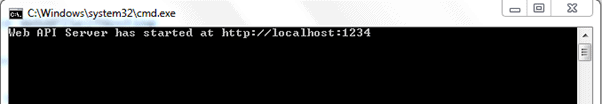 C:\Windows\system32\cmd.exe
Web API Server has started at http://localhost:1234